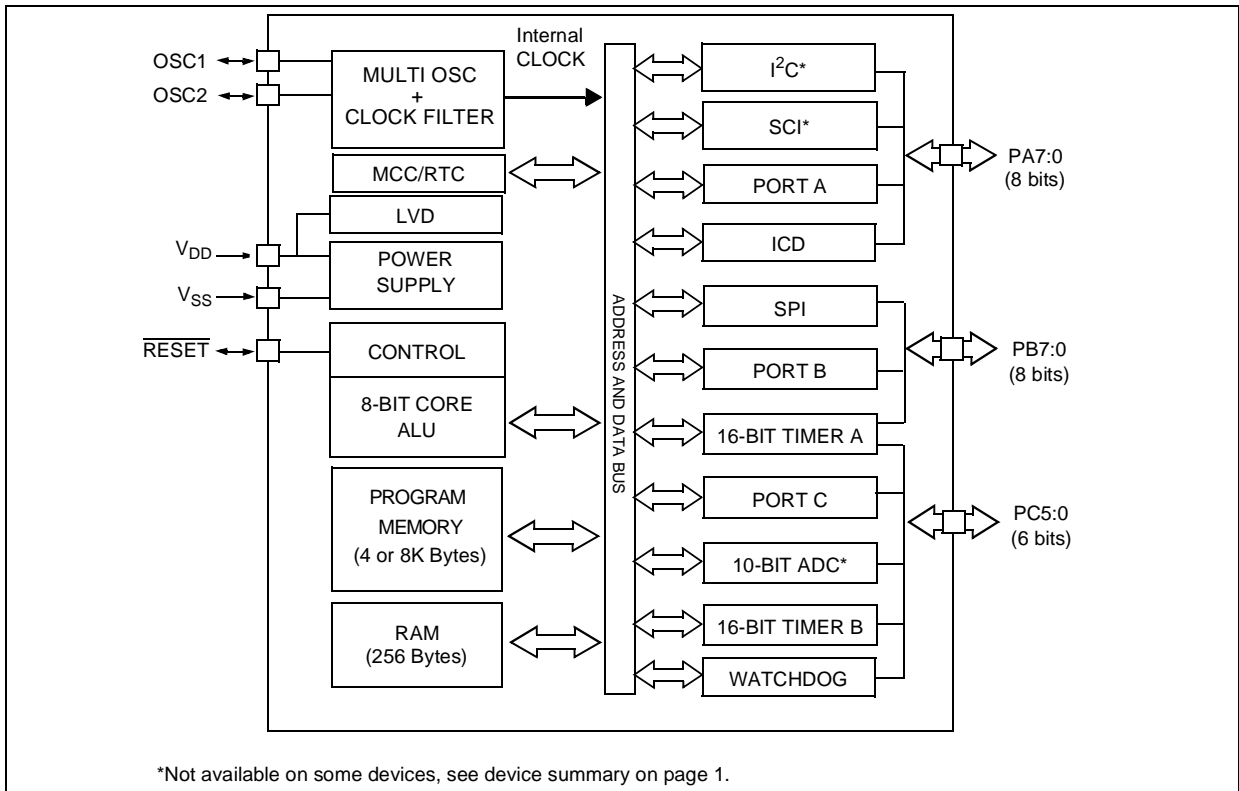 OSC1
OSC2
MULTI OSC
+
CLOCK FILTER
Internal
CLOCK
MCC/RTC
LVD
VDD
POWER
SUPPLY
VSS
RESET
CONTROL
8-BIT CORE
ALU
PROGRAM
MEMORY
(4 or 8K Bytes)
RAM
(256 Bytes)
ADDRESS AND DATA BUS
I²C*
SCI*
PORT A
ICD
PA7:0
(8 bits)
SPI
PORT B
16-BIT TIMER A
PB7:0
(8 bits)
PORT C
10-BIT ADC*
16-BIT TIMER B
WATCHDOG
PC5:0
(6 bits)
*Not available on some devices, see device summary on page 1.